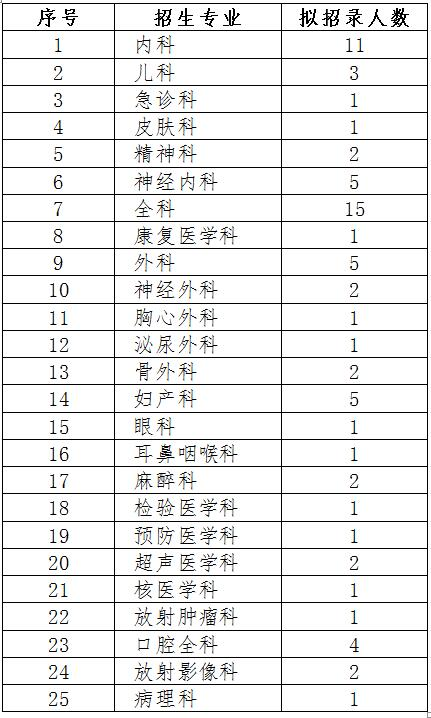 序号 招生专业 拟招录人数
1 内科 11
2 儿科 3
3 急诊科 1
4 皮肤科 1
5 精神科 2
6 神经内科 5
7 全科 15
8 康复医学科 1
9 外科 5
10 神经外科 2
11 胸心外科 1
12 泌尿外科 1
13 骨外科 2
14 妇产科 5
15 眼科 1
16 耳鼻咽喉科 1
17 麻醉科 2
18 检验医学科 1
19 预防医学科 1
20 超声医学科 2
21 核医学科 1
22 放射肿瘤科 1
23 口腔全科 4
24 放射影像科 2
25 病理科 1